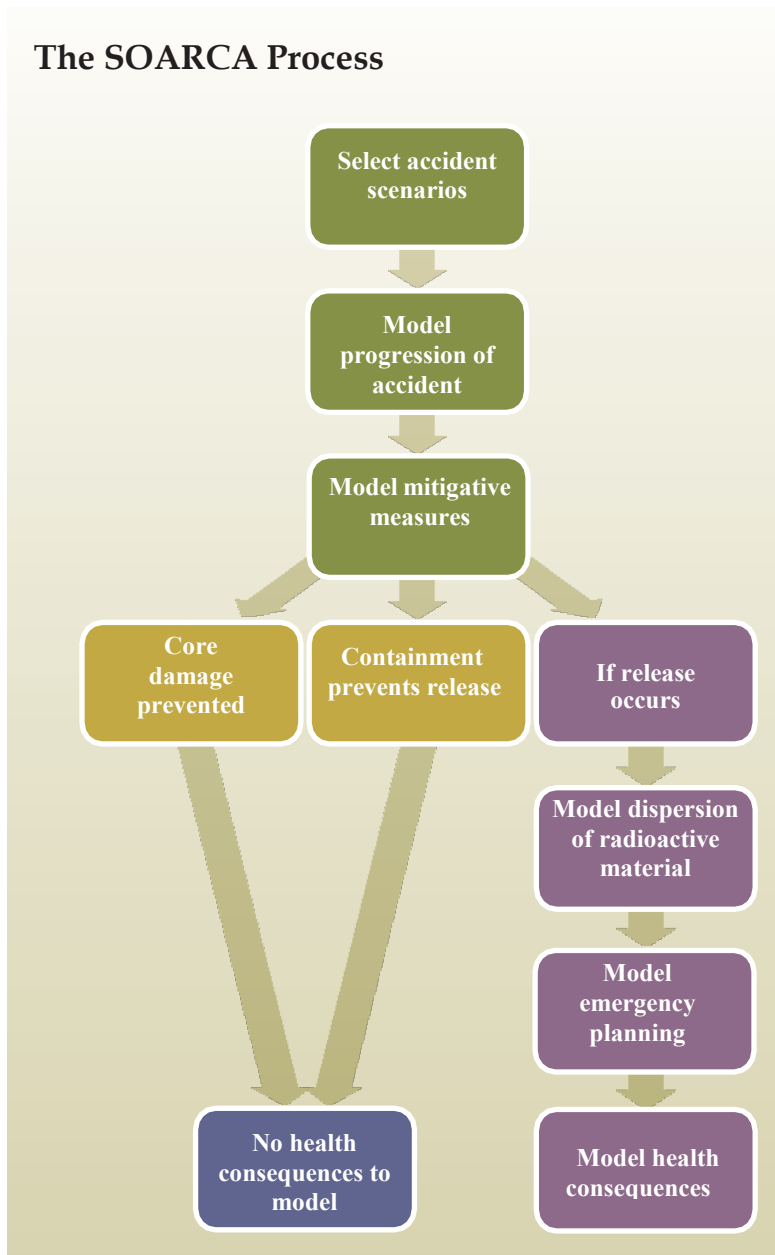 The SOARCA Process
Select accident
scenarios
Model
progression of
accident
Model mitigative
measures
Core
damage
prevented
Containment
prevents release
If release
occurs
Model dispersion
of radioactive
material
Model
emergency
planning
No health
consequences to
model
Model health
consequences